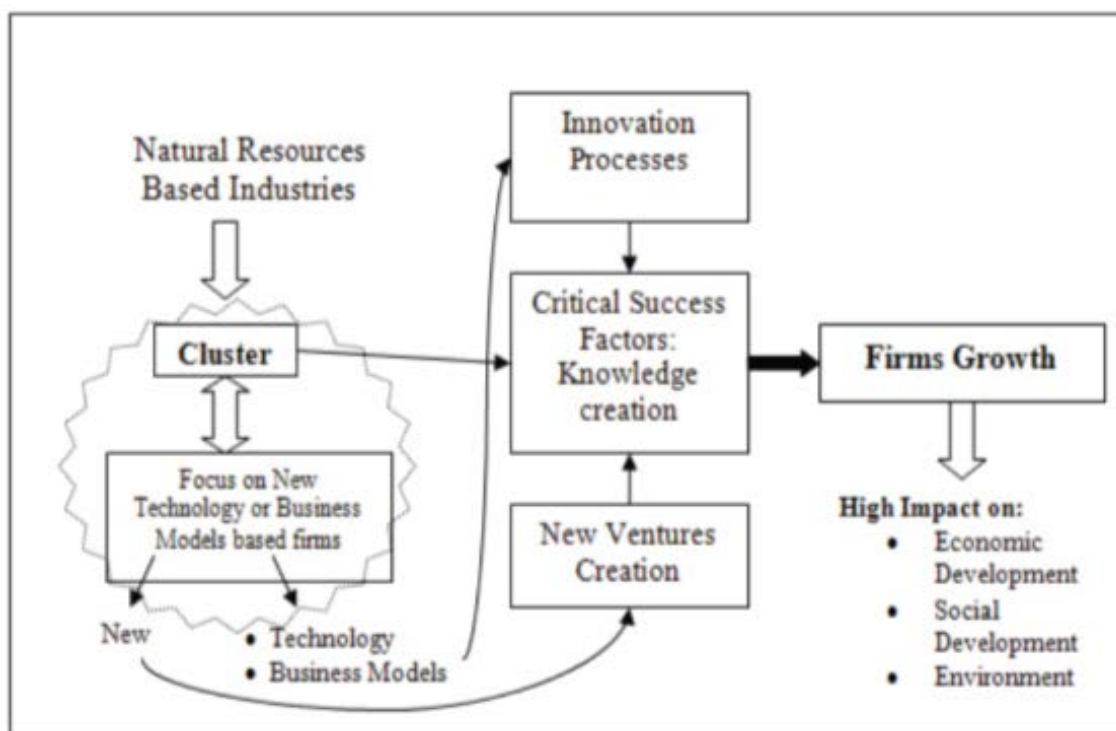 Natural Resources
Based Industries
Cluster
Focus on New
Technology or Business
Models based firms
New
• Technology
• Business Models
Innovation
Processes
Critical Success
Factors:
Knowledge
creation
New Ventures
Creation
Firms Growth
High Impact on:
• Economic
Development
• Social
Development
• Environment